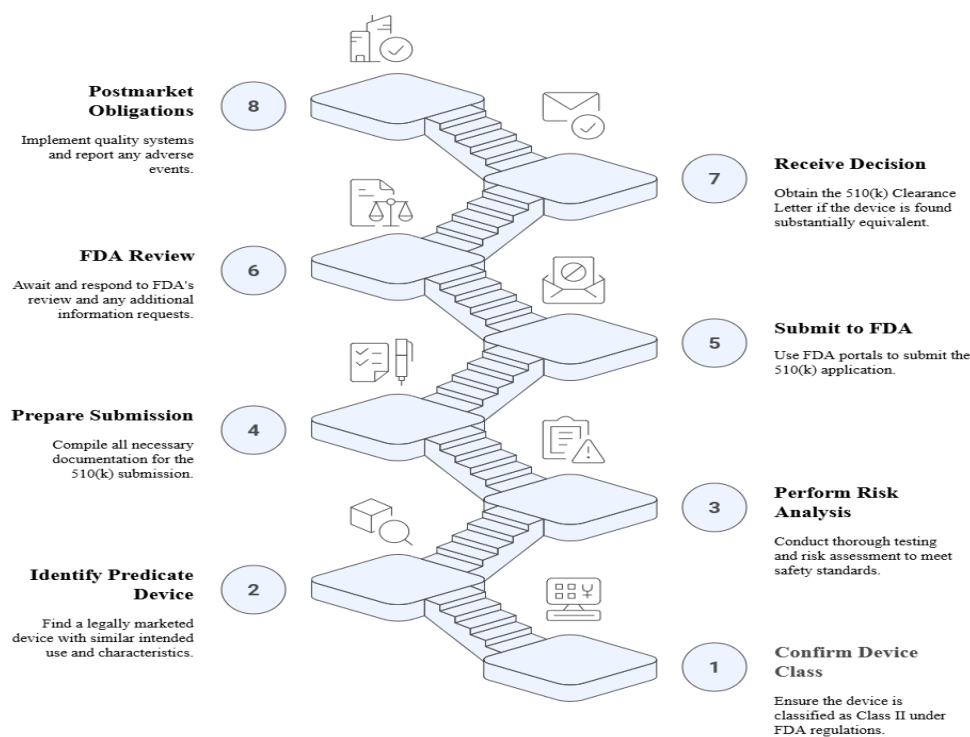 Postmarket
Obligations
8
Implement quality systems
and report any adverse
events.
7
Receive Decision
Obtain the 510(k) Clearance
Letter if the device is found
substantially equivalent.
FDA Review
6
Await and respond to FDA's
review and any additional
information requests.
5
Submit to FDA
Use FDA portals to submit the
510(k) application.
Prepare Submission
4
Compile all necessary
documentation for the
510(k) submission.
3
Perform Risk
Analysis
Conduct thorough testing
and risk assessment to meet
safety standards.
Identify Predicate
Device
2
Find a legally marketed
device with similar intended
use and characteristics.
1
Confirm Device
Class
Ensure the device is
classified as Class II under
FDA regulations.